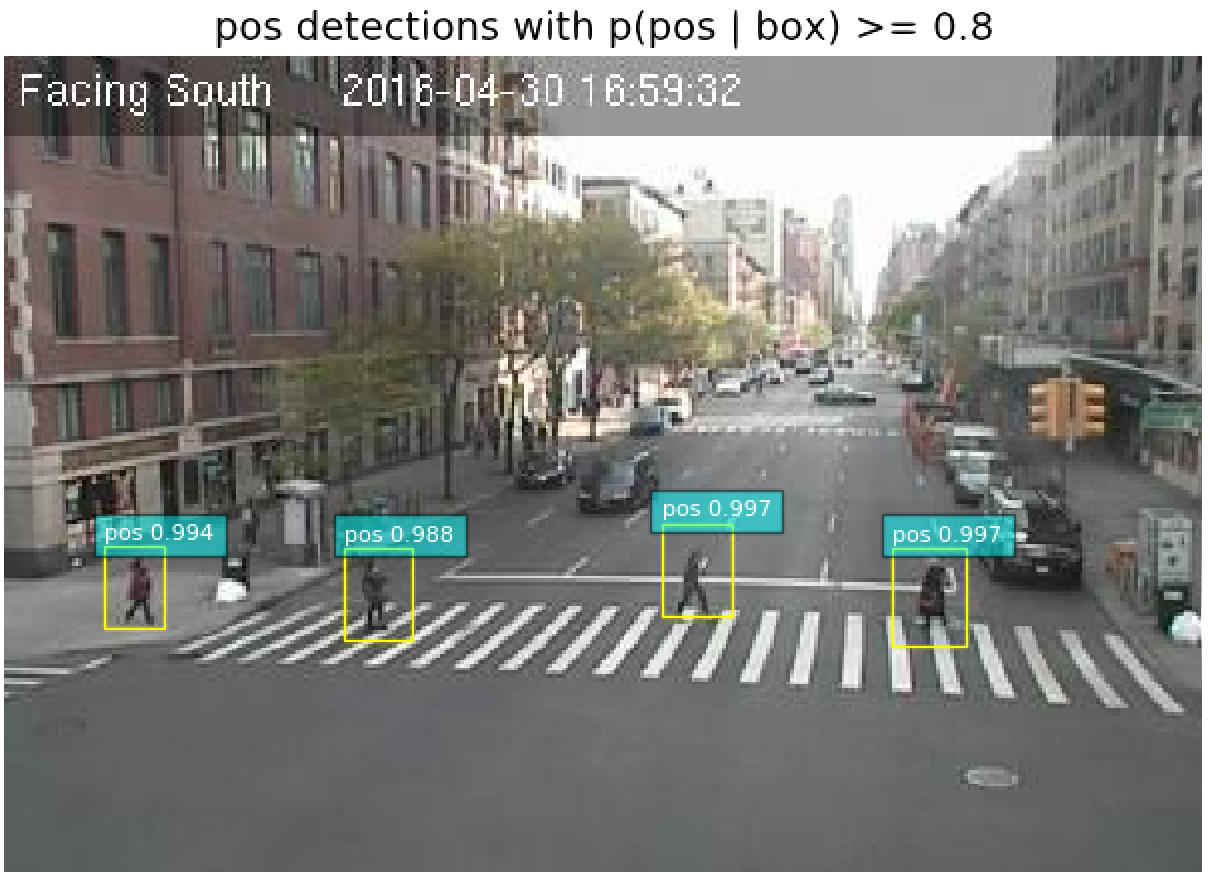 pos detections with p(pos | box) >= 0.8
Facing South 2016-04-30 16:59:32
pos 0.997
pos 0.994
pos 0.988
pos 0.997